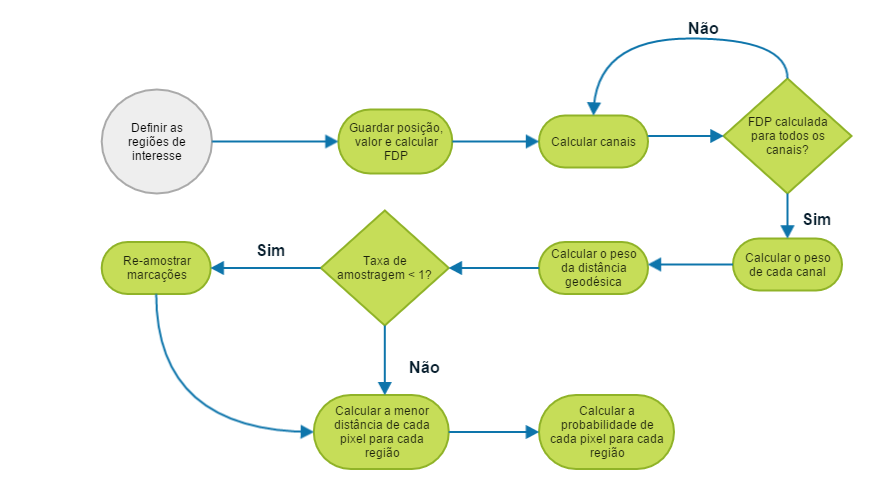 Não
Definir as
regiões de
interesse
Guardar posição,
valor e calcular
FDP
Calcular canais
FDP calculada
para todos os
canais?
Sim
Calcular o peso
de cada canal
Calcular o peso
da distância
geodésica
Taxa de
amostragem < 1?
Sim
Re-amostrar
marcações
Não
Calcular a menor
distância de cada
pixel para cada
região
Calcular a
probabilidade de
cada pixel para cada
região